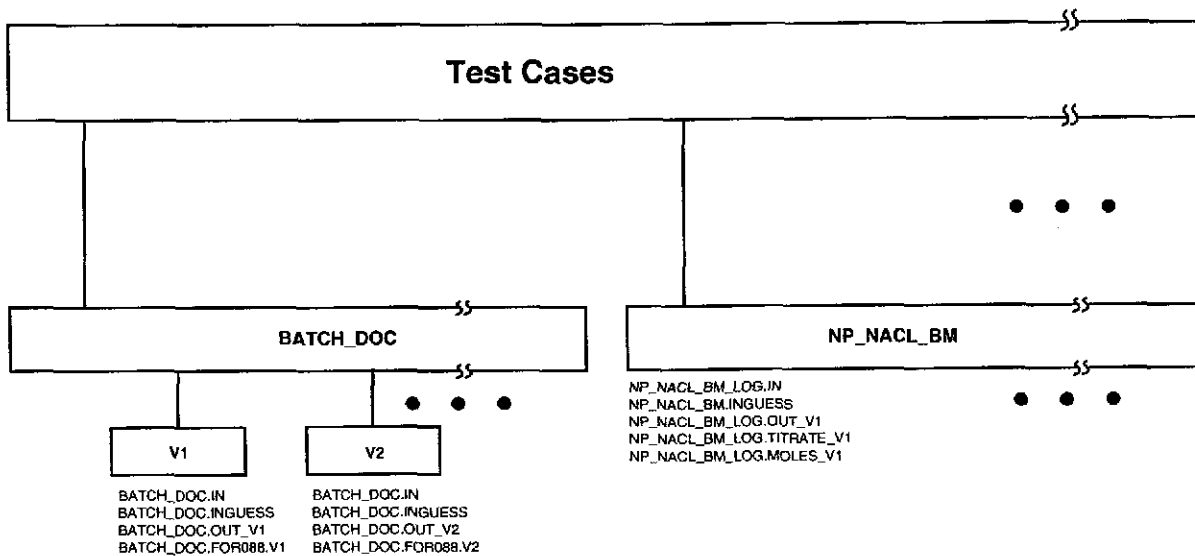 Test Cases
BATCH_DOC
NP_NACL_BM
NP_NACL_BM_LOG.IN
NP_NACL_BM.INGUESS
NP_NACL_BM_LOG.OUT_V1
NP_NACL_BM_LOG.TITRATE_V1
NP_NACL_BM_LOG.MOLES_V1
V1
V2
BATCH_DOC.IN
BATCH_DOC.INGUESS
BATCH_DOC.OUT_V1
BATCH_DOC.FOR088.V1
BATCH_DOC.IN
BATCH_DOC.INGUESS
BATCH_DOC.OUT_V2
BATCH_DOC.FOR088.V2